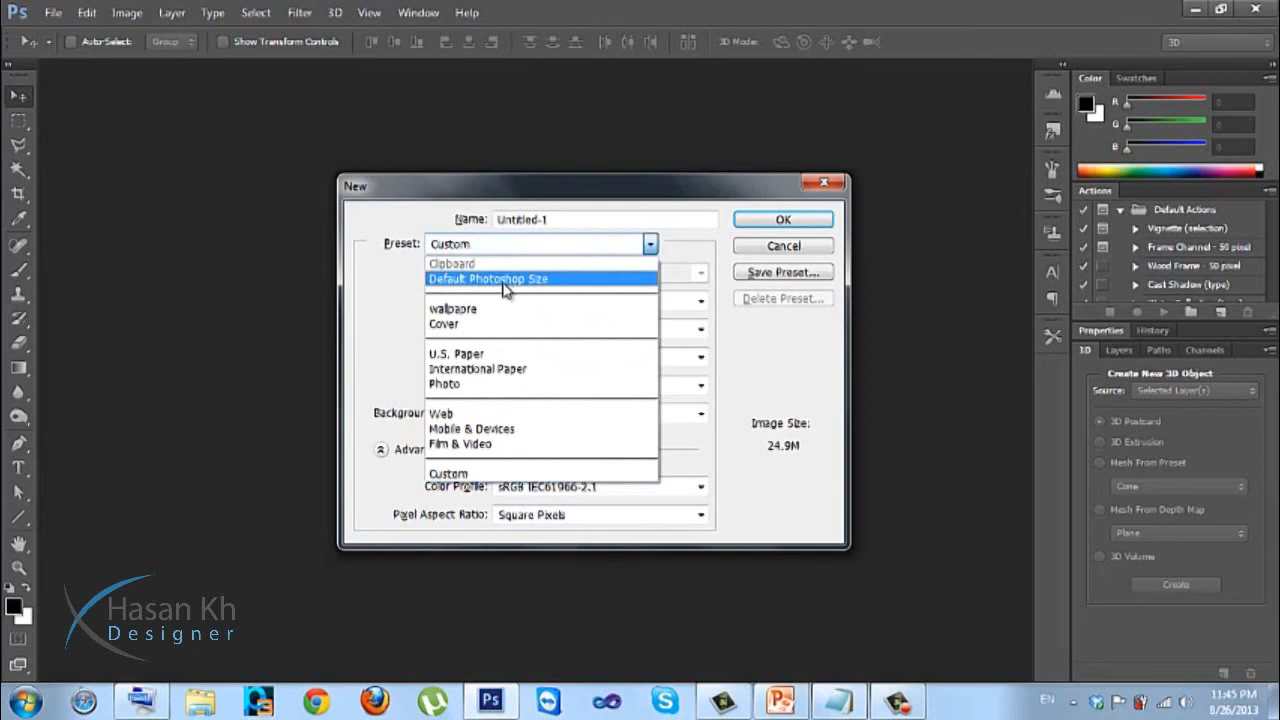 Ps File Edit Image Layer Type Select Filter 3D View Window Help
Auto-Select: Group Show Transform Controls 3D Mode: 3D
Color Swatches
R 0
G 0
B 0
Actions
Default Actions
Vignette (selection)
Frame Channel - 50 pixel
Wood Frame - 50 pixel
Cast Shadow (type)
Properties History
3D Layers Paths Channels
Create New 3D Object
Source: Selected Layer(s)
3D Postcard
3D Extrusion
Mesh From Preset
Cone
Mesh From Depth Map
Plane
3D Volume
Create
New
Name: Untitled-1
OK
Preset: Custom
Cancel
Clipboard
Default Photoshop Size
Save Preset...
Delete Preset...
wallpapre
Cover
U.S. Paper
International Paper
Photo
Background
Web
Mobile & Devices
Film & Video
Image Size:
24.9M
Advan
Custom
Color Profile: sRGB IEC61966-2.1
Pixel Aspect Ratio: Square Pixels
Hasan Kh
Designer
Ps
EN
11:45 PM
8/26/2013